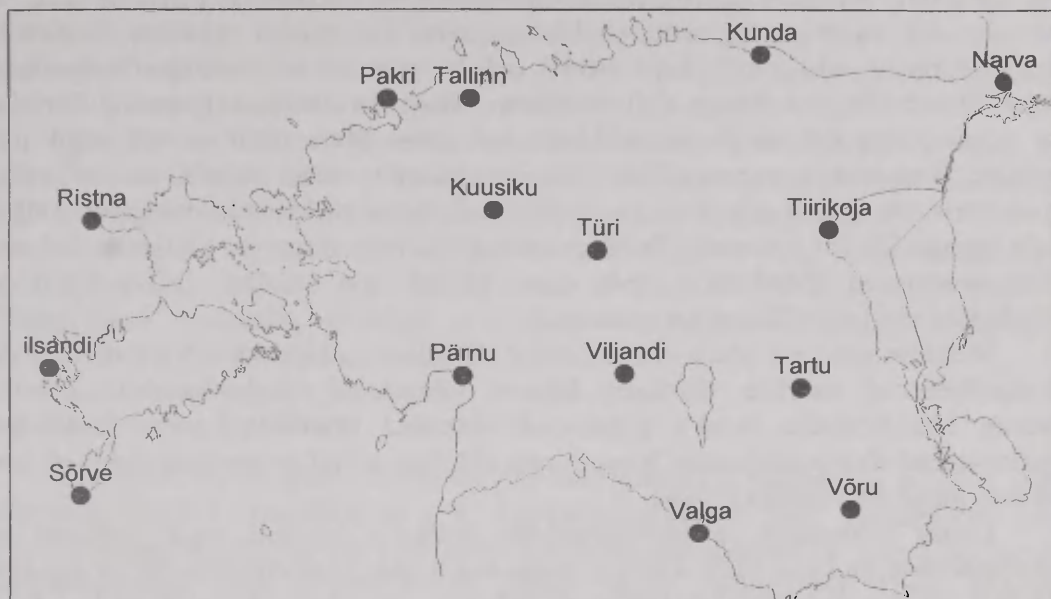 Kunda
Narva
Pakri Tallinn
Ristna
Kuusiku
Tiirikoja
Türi
ilsandi
Pärnu
Viljandi
Tartu
Sõrve
Võru
Valga